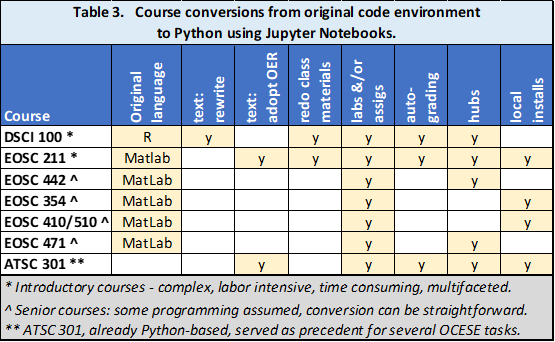 Table 3. Course conversions from original code environment
to Python using Jupyter Notebooks.
Course Original language text: rewrite text: adopt OER redo class materials labs &/or assigs auto-grading hubs local installs
DSCI 100 * R y y y y y
EOSC 211 * Matlab y y y y y y
EOSC 442 ^ MatLab y y
EOSC 354 ^ MatLab y y
EOSC 410/510 ^ MatLab y y
EOSC 471 ^ MatLab y y
ATSC 301 ** y y y y y
* Introductory courses - complex, labor intensive, time consuming, multifaceted.
^ Senior courses: some programming assumed, conversion can be straightforward.
** ATSC 301, already Python-based, served as precedent for several OCESE tasks.